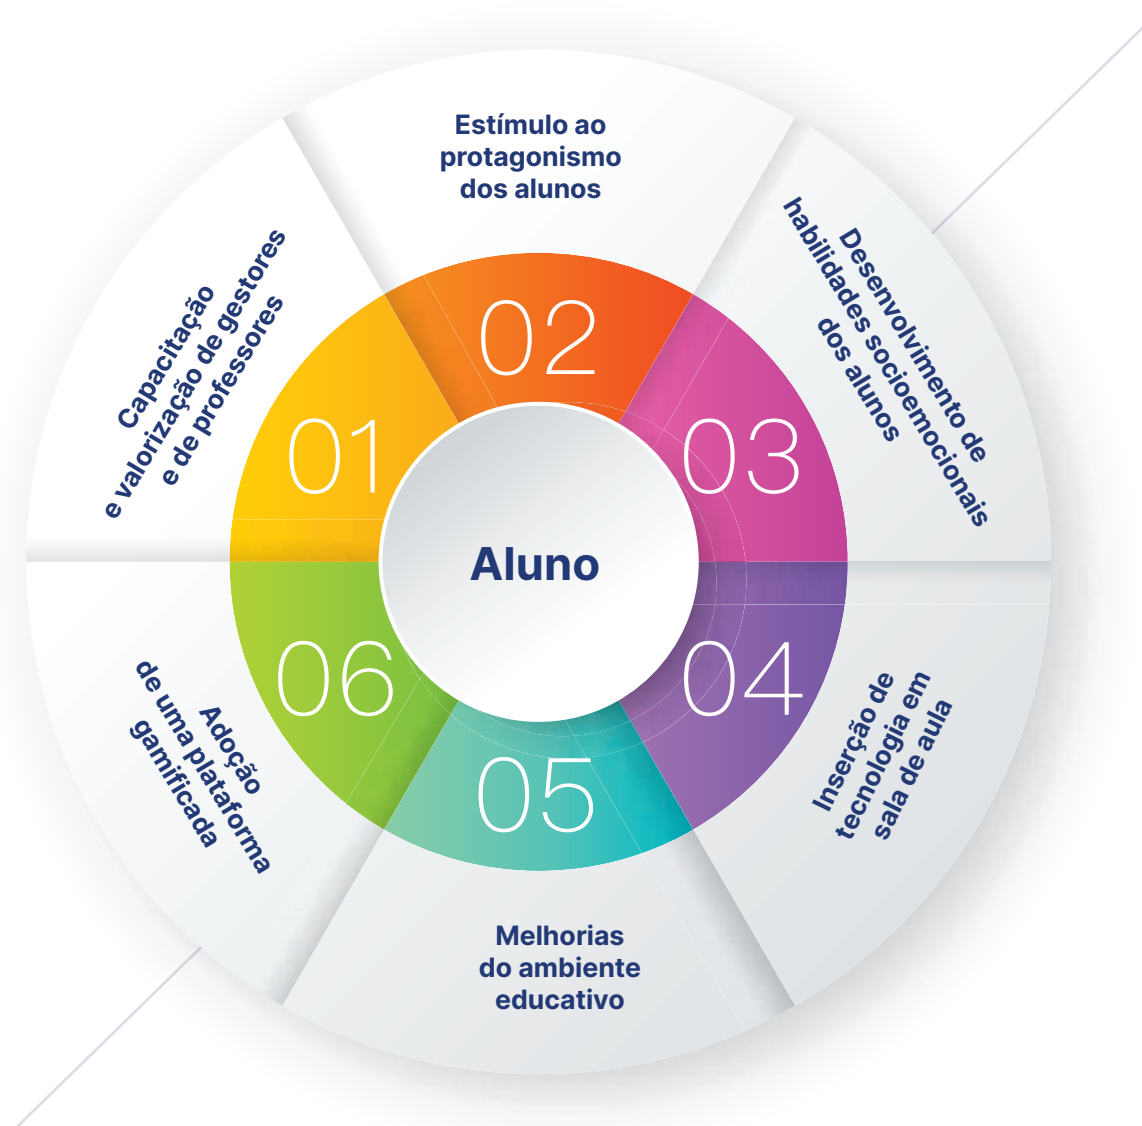 01
Capacitação
e valorização de gestores
e de professores
02
Estímulo ao
protagonismo
dos alunos
03
Desenvolvimento de
habilidades socioemocionais
dos alunos
04
Inserção de
tecnologia em
sala de aula
05
Melhorias
do ambiente
educativo
06
Adoção
de uma plataforma
gamificada
Aluno